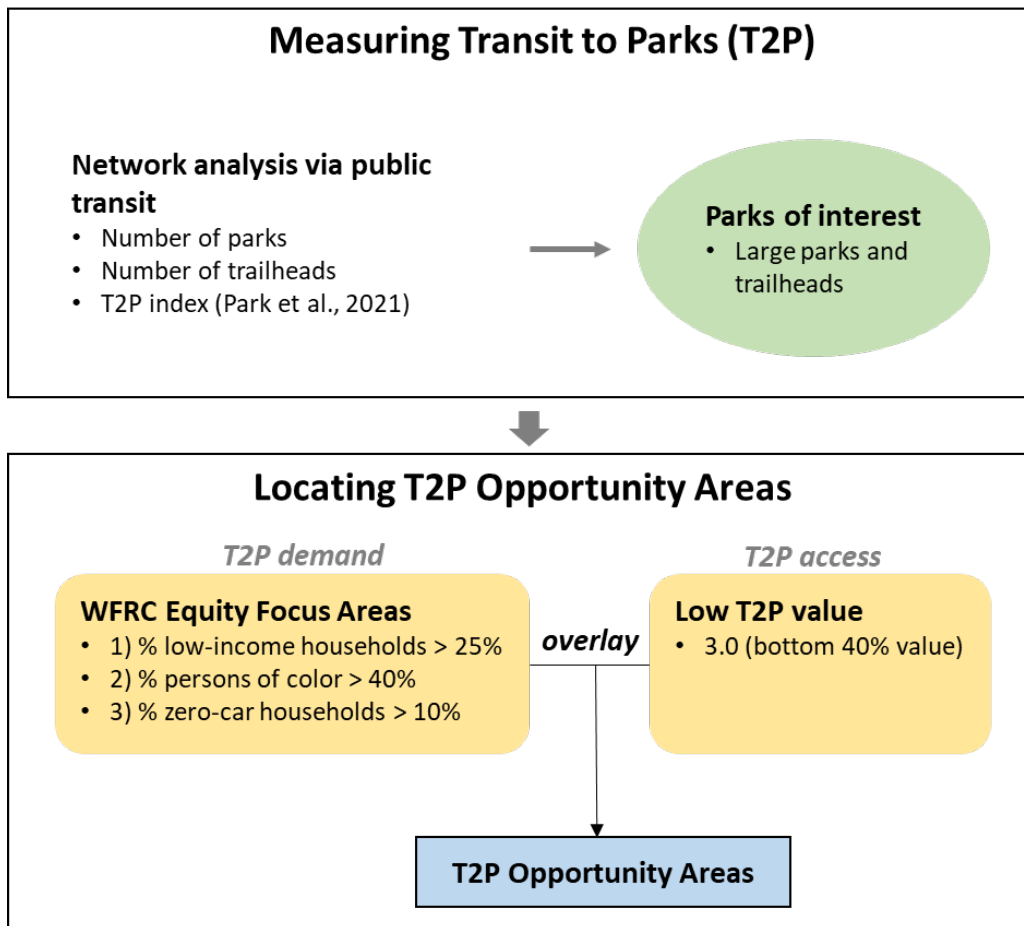 Measuring Transit to Parks (T2P)
Network analysis via public
transit
• Number of parks
• Number of trailheads
• T2P index (Park et al., 2021)
Parks of interest
• Large parks and
trailheads
Locating T2P Opportunity Areas
T2P demand
WFRC Equity Focus Areas
• 1) % low-income households > 25%
• 2) % persons of color > 40%
• 3) % zero-car households > 10%
overlay
T2P access
Low T2P value
• 3.0 (bottom 40% value)
T2P Opportunity Areas